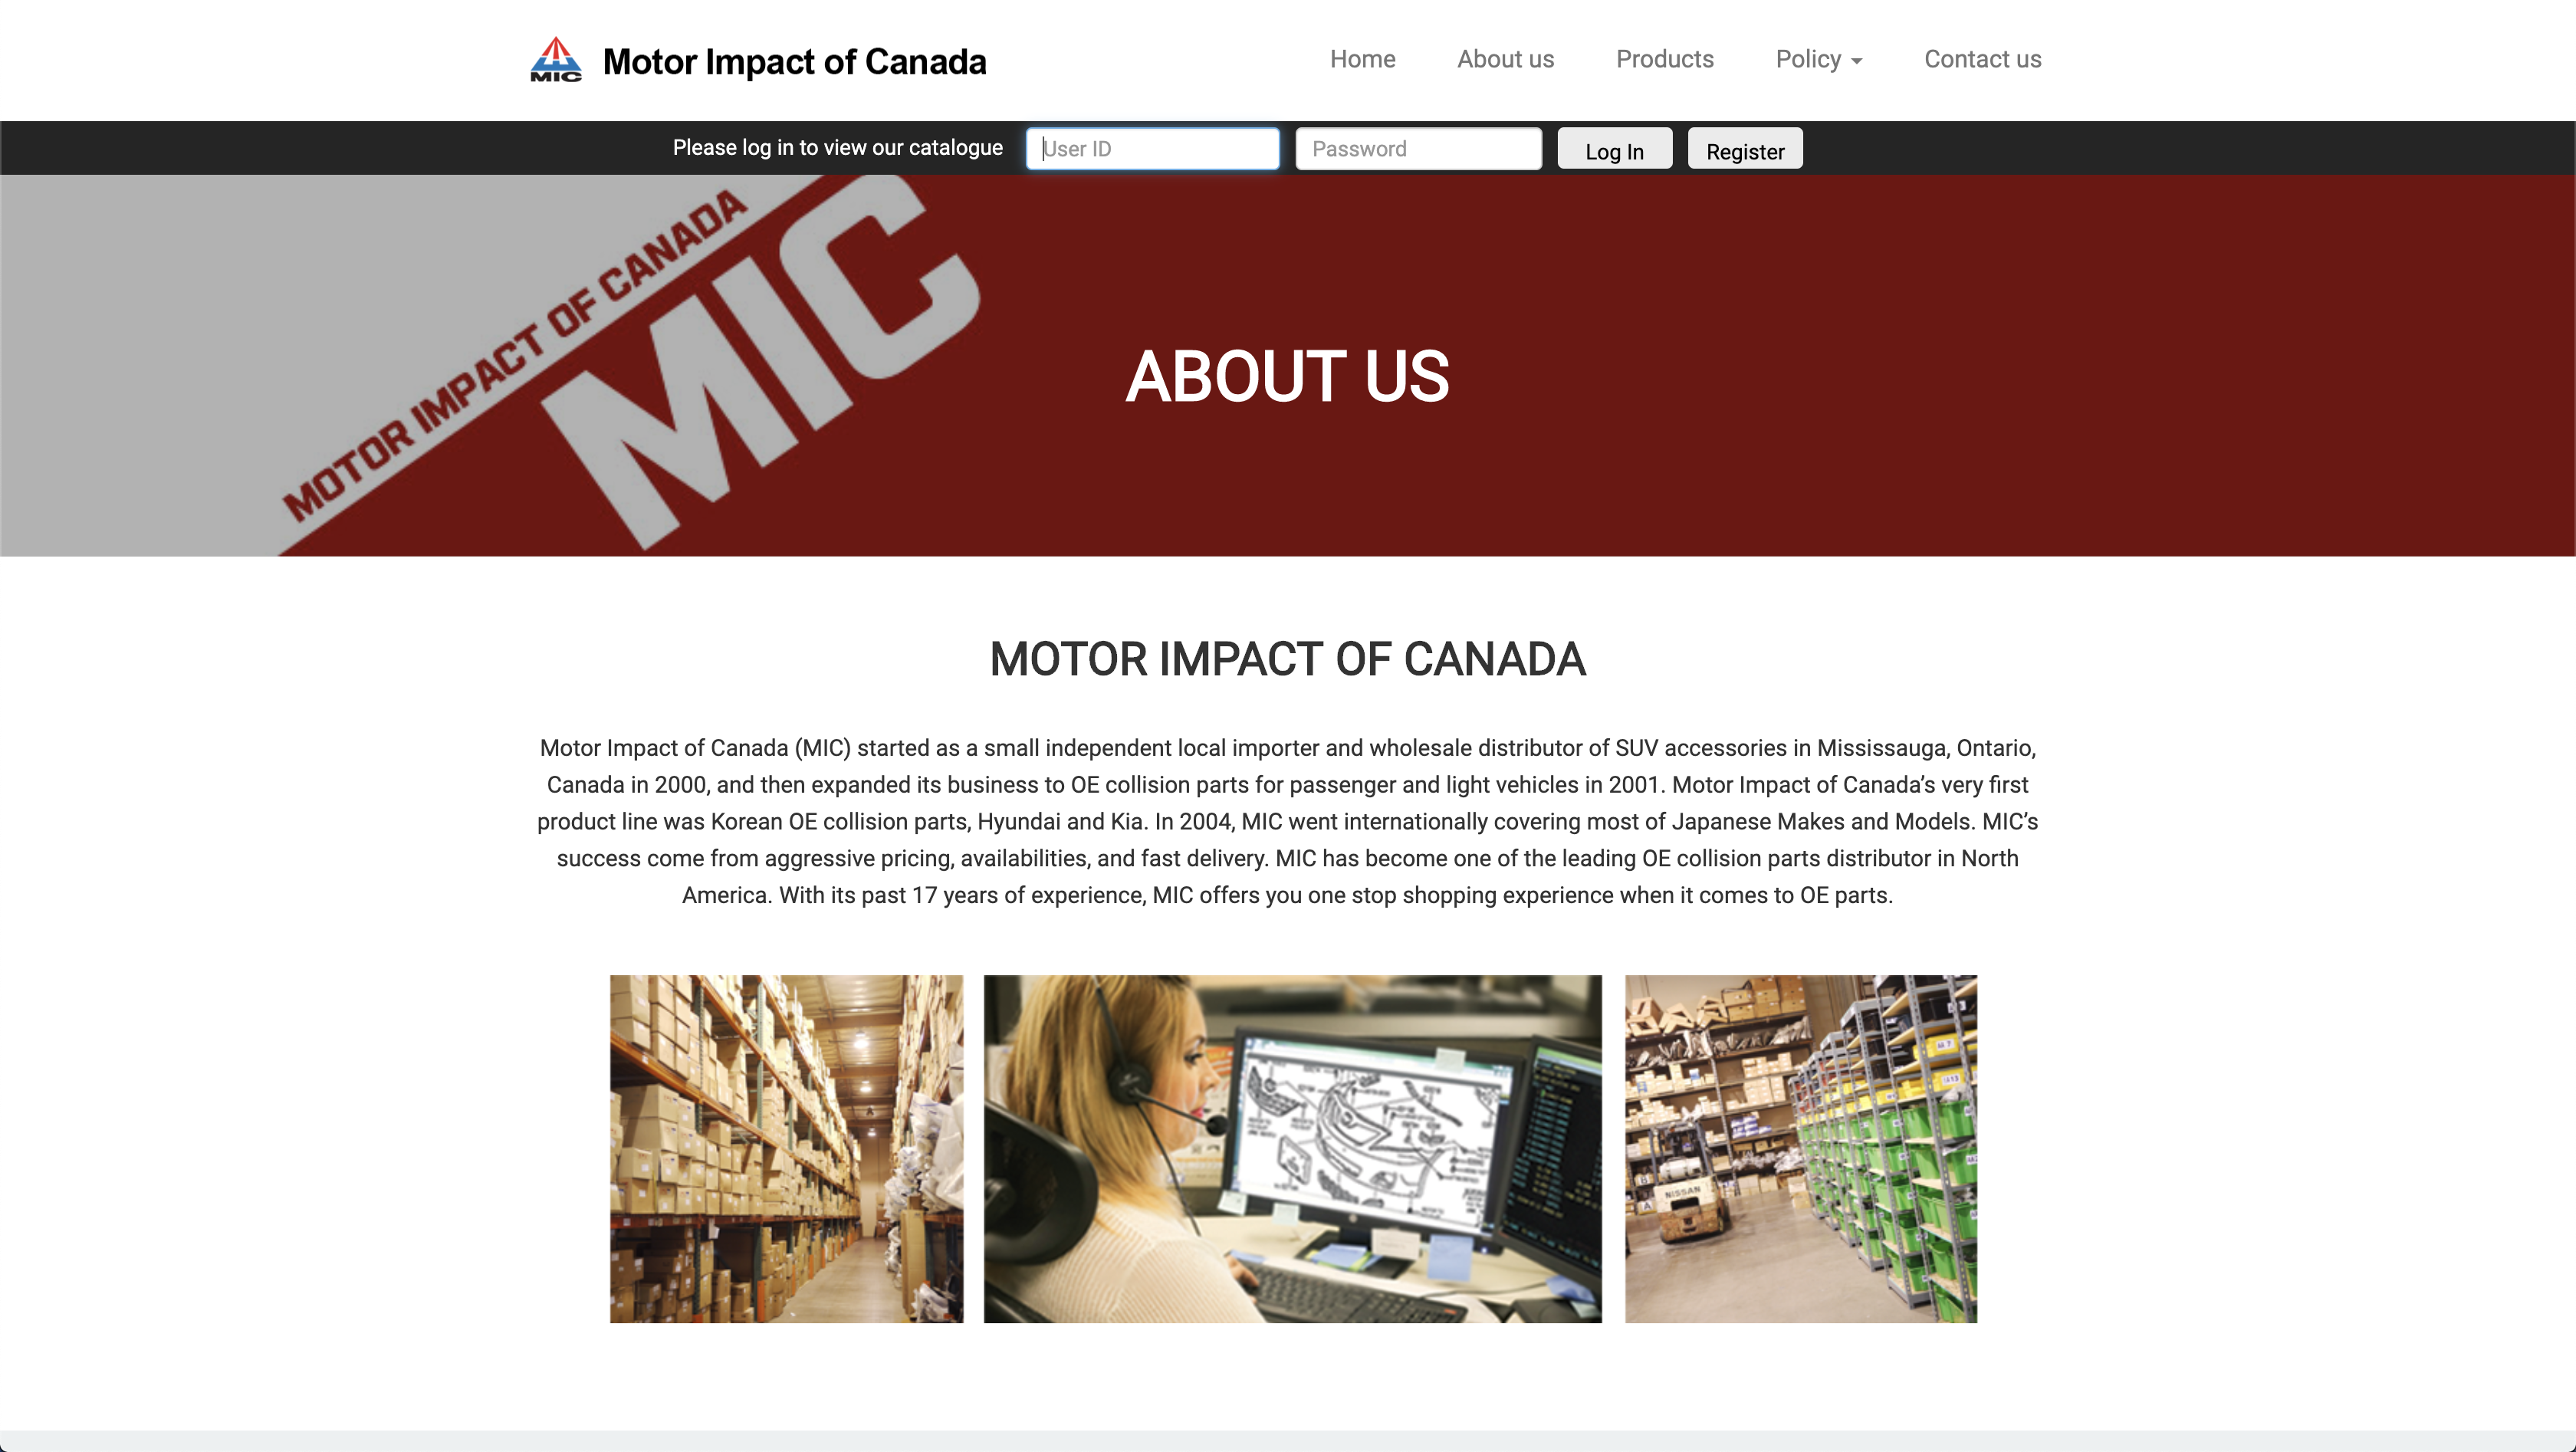 MIC
Motor Impact of Canada
Home
About us
Products
Policy
Contact us
Please log in to view our catalogue
User ID
Password
Log In
Register
MOTOR IMPACT OF CANADA
MIC
ABOUT US
MOTOR IMPACT OF CANADA
Motor Impact of Canada (MIC) started as a small independent local importer and wholesale distributor of SUV accessories in Mississauga, Ontario,
Canada in 2000, and then expanded its business to OE collision parts for passenger and light vehicles in 2001. Motor Impact of Canada’s very first
product line was Korean OE collision parts, Hyundai and Kia. In 2004, MIC went internationally covering most of Japanese Makes and Models. MIC’s
success come from aggressive pricing, availabilities, and fast delivery. MIC has become one of the leading OE collision parts distributor in North
America. With its past 17 years of experience, MIC offers you one stop shopping experience when it comes to OE parts.
NISSAN